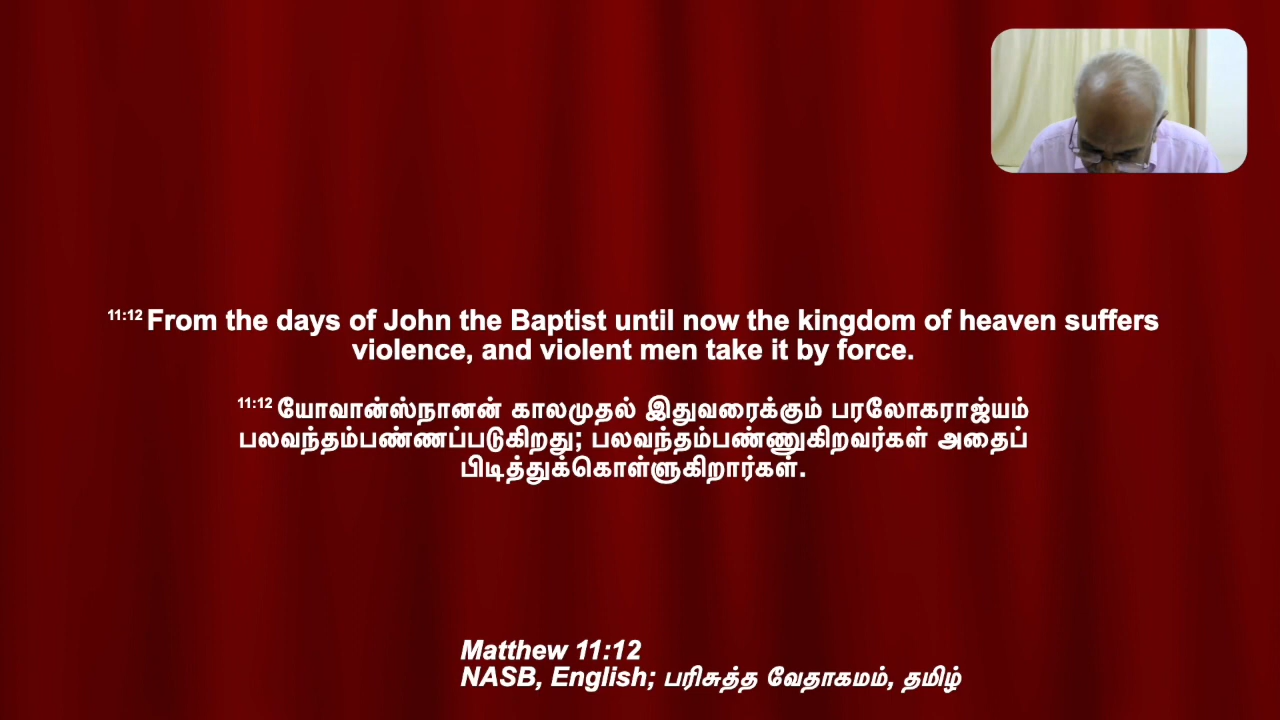 11:12 From the days of John the Baptist until now the kingdom of heaven suffers
violence, and violent men take it by force.
11:12 யோவான்ஸ்நானன் காலமுதல் இதுவரைக்கும் பரலோகராஜ்யம்
பலவந்தம்பண்ணப்படுகிறது; பலவந்தம்பண்ணுகிறவர்கள் அதைப்
பிடித்துக்கொள்ளுகிறார்கள்.
Matthew 11:12
NASB, English; பரிசுத்த வேதாகமம், தமிழ்